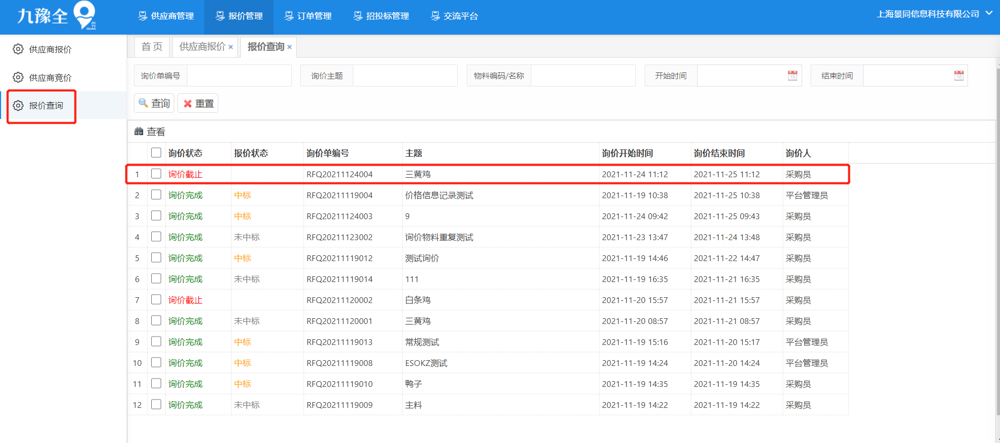 九豫全 JIU YU QUAN
供应商管理 报价管理 订单管理 招投标管理 交流平台 上海景同信息科技有限公司
供应商报价
供应商竞价
报价查询
首页 供应商报价 × 报价查询 ×
询价单编号 询价主题 物料编码/名称 开始时间 结束时间
查询 重置
查看
询价状态 报价状态 询价单编号 主题 询价开始时间 询价结束时间 询价人
1 询价截止 RFQ20211124004 三黄鸡 2021-11-24 11:12 2021-11-25 11:12 采购员
2 询价完成 中标 RFQ20211119004 价格信息记录测试 2021-11-19 10:38 2021-11-25 10:38 平台管理员
3 询价完成 中标 RFQ20211124003 9 2021-11-24 09:42 2021-11-25 09:43 采购员
4 询价完成 未中标 RFQ20211123002 询价物料重复测试 2021-11-23 13:47 2021-11-24 13:48 采购员
5 询价完成 中标 RFQ20211119012 测试询价 2021-11-19 14:46 2021-11-22 14:47 采购员
6 询价完成 未中标 RFQ20211119014 111 2021-11-19 16:35 2021-11-21 16:35 采购员
7 询价截止 RFQ20211120002 白条鸡 2021-11-20 15:57 2021-11-21 15:57 采购员
8 询价完成 未中标 RFQ20211120001 三黄鸡 2021-11-20 08:57 2021-11-21 08:57 采购员
9 询价完成 中标 RFQ20211119013 常规测试 2021-11-19 15:16 2021-11-20 15:17 平台管理员
10 询价完成 中标 RFQ20211119008 ESOKZ测试 2021-11-19 14:24 2021-11-20 14:24 平台管理员
11 询价完成 中标 RFQ20211119010 鸭子 2021-11-19 14:35 2021-11-19 14:35 采购员
12 询价完成 未中标 RFQ20211119009 主料 2021-11-19 14:22 2021-11-19 14:22 采购员